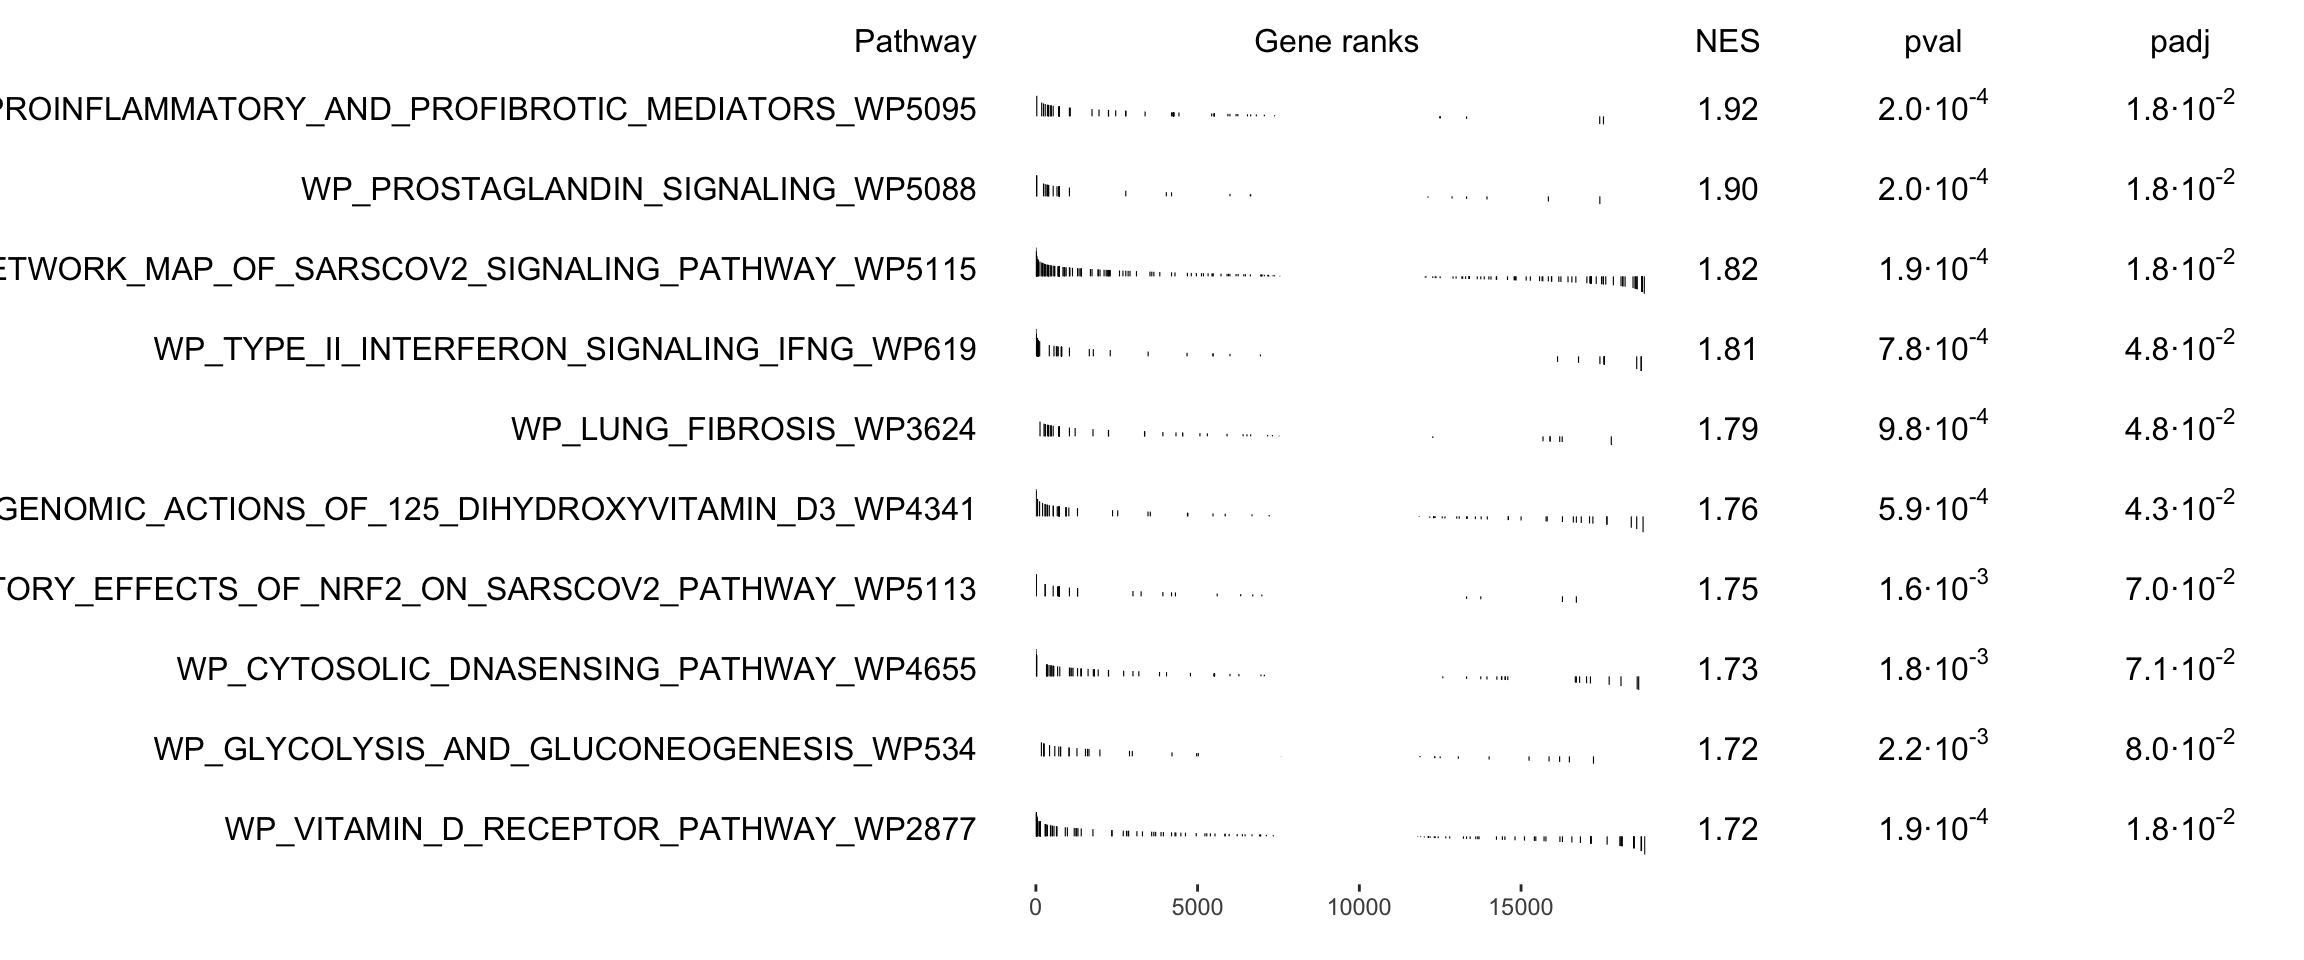 Pathway Gene ranks NES pval padj
PROINFLAMMATORY_AND_PROFIBROTIC_MEDIATORS_WP5095 1.92 2.0·10⁻⁴ 1.8·10⁻²
WP_PROSTAGLANDIN_SIGNALING_WP5088 1.90 2.0·10⁻⁴ 1.8·10⁻²
ETWORK_MAP_OF_SARSCOV2_SIGNALING_PATHWAY_WP5115 1.82 1.9·10⁻⁴ 1.8·10⁻²
WP_TYPE_II_INTERFERON_SIGNALING_IFNG_WP619 1.81 7.8·10⁻⁴ 4.8·10⁻²
WP_LUNG_FIBROSIS_WP3624 1.79 9.8·10⁻⁴ 4.8·10⁻²
GENOMIC_ACTIONS_OF_125_DIHYDROXYVITAMIN_D3_WP4341 1.76 5.9·10⁻⁴ 4.3·10⁻²
TORY_EFFECTS_OF_NRF2_ON_SARSCOV2_PATHWAY_WP5113 1.75 1.6·10⁻³ 7.0·10⁻²
WP_CYTOSOLIC_DNASENSING_PATHWAY_WP4655 1.73 1.8·10⁻³ 7.1·10⁻²
WP_GLYCOLYSIS_AND_GLUCONEOGENESIS_WP534 1.72 2.2·10⁻³ 8.0·10⁻²
WP_VITAMIN_D_RECEPTOR_PATHWAY_WP2877 1.72 1.9·10⁻⁴ 1.8·10⁻²
0 5000 10000 15000